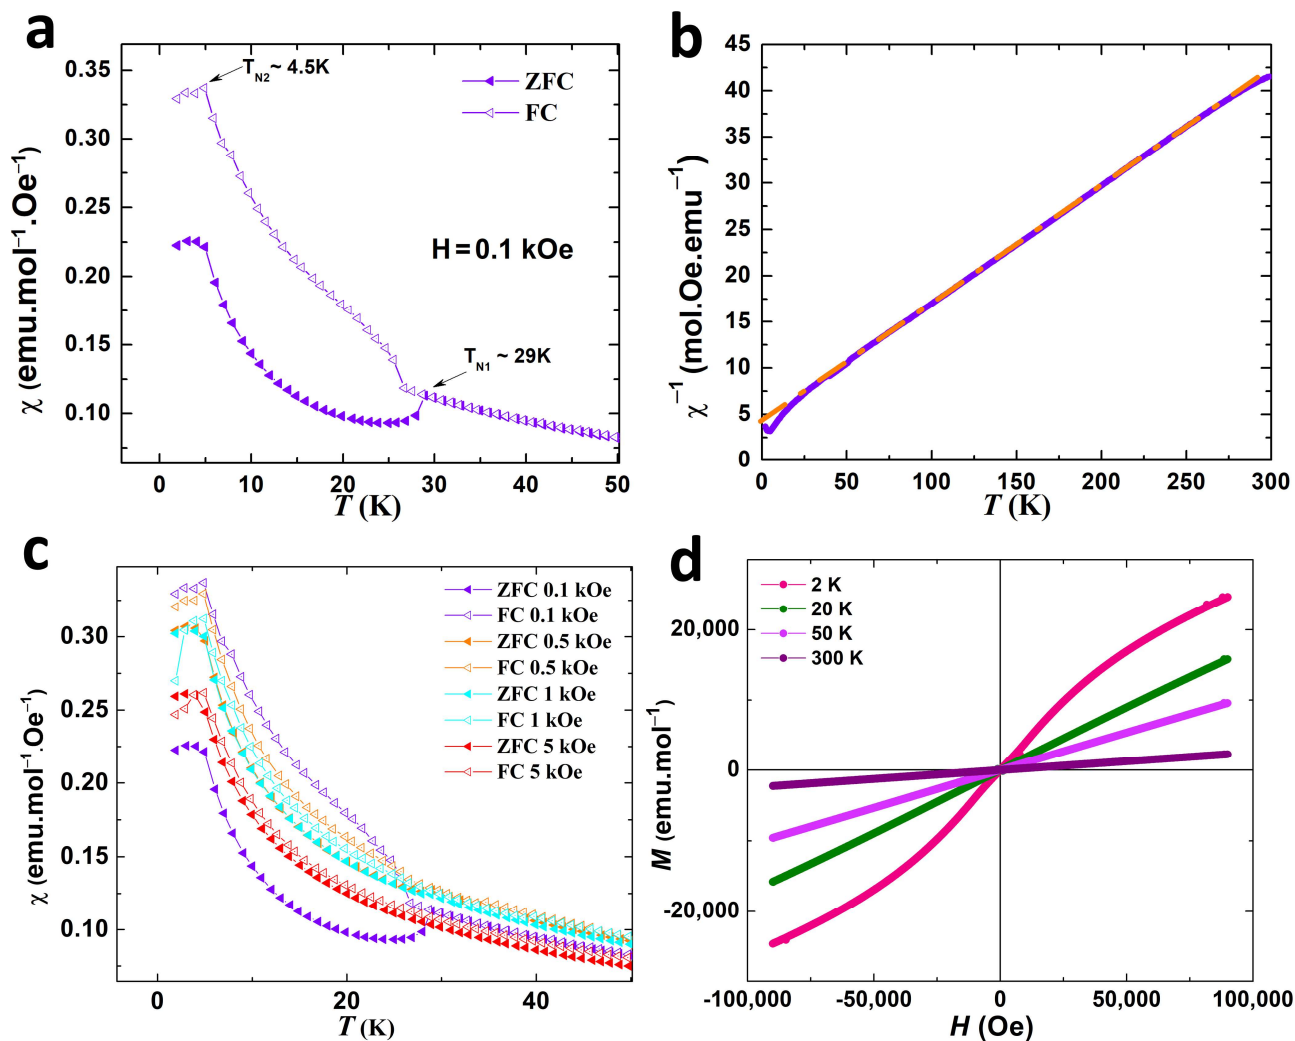 a
T_N2 ~ 4.5K
ZFC
FC
H = 0.1 kOe
T_N1 ~ 29K
0.35
0.30
0.25
0.20
0.15
0.10
χ (emu.mol⁻¹.Oe⁻¹)
0 10 20 30 40 50
T (K)
b
45
40
35
30
25
20
15
10
5
0
χ⁻¹ (mol.Oe.emu⁻¹)
0 50 100 150 200 250 300
T (K)
c
ZFC 0.1 kOe
FC 0.1 kOe
ZFC 0.5 kOe
FC 0.5 kOe
ZFC 1 kOe
FC 1 kOe
ZFC 5 kOe
FC 5 kOe
0.30
0.25
0.20
0.15
0.10
χ (emu.mol⁻¹.Oe⁻¹)
0 20 40
T (K)
d
2 K
20 K
50 K
300 K
20,000
0
-20,000
M (emu.mol⁻¹)
-100,000 -50,000 0 50,000 100,000
H (Oe)